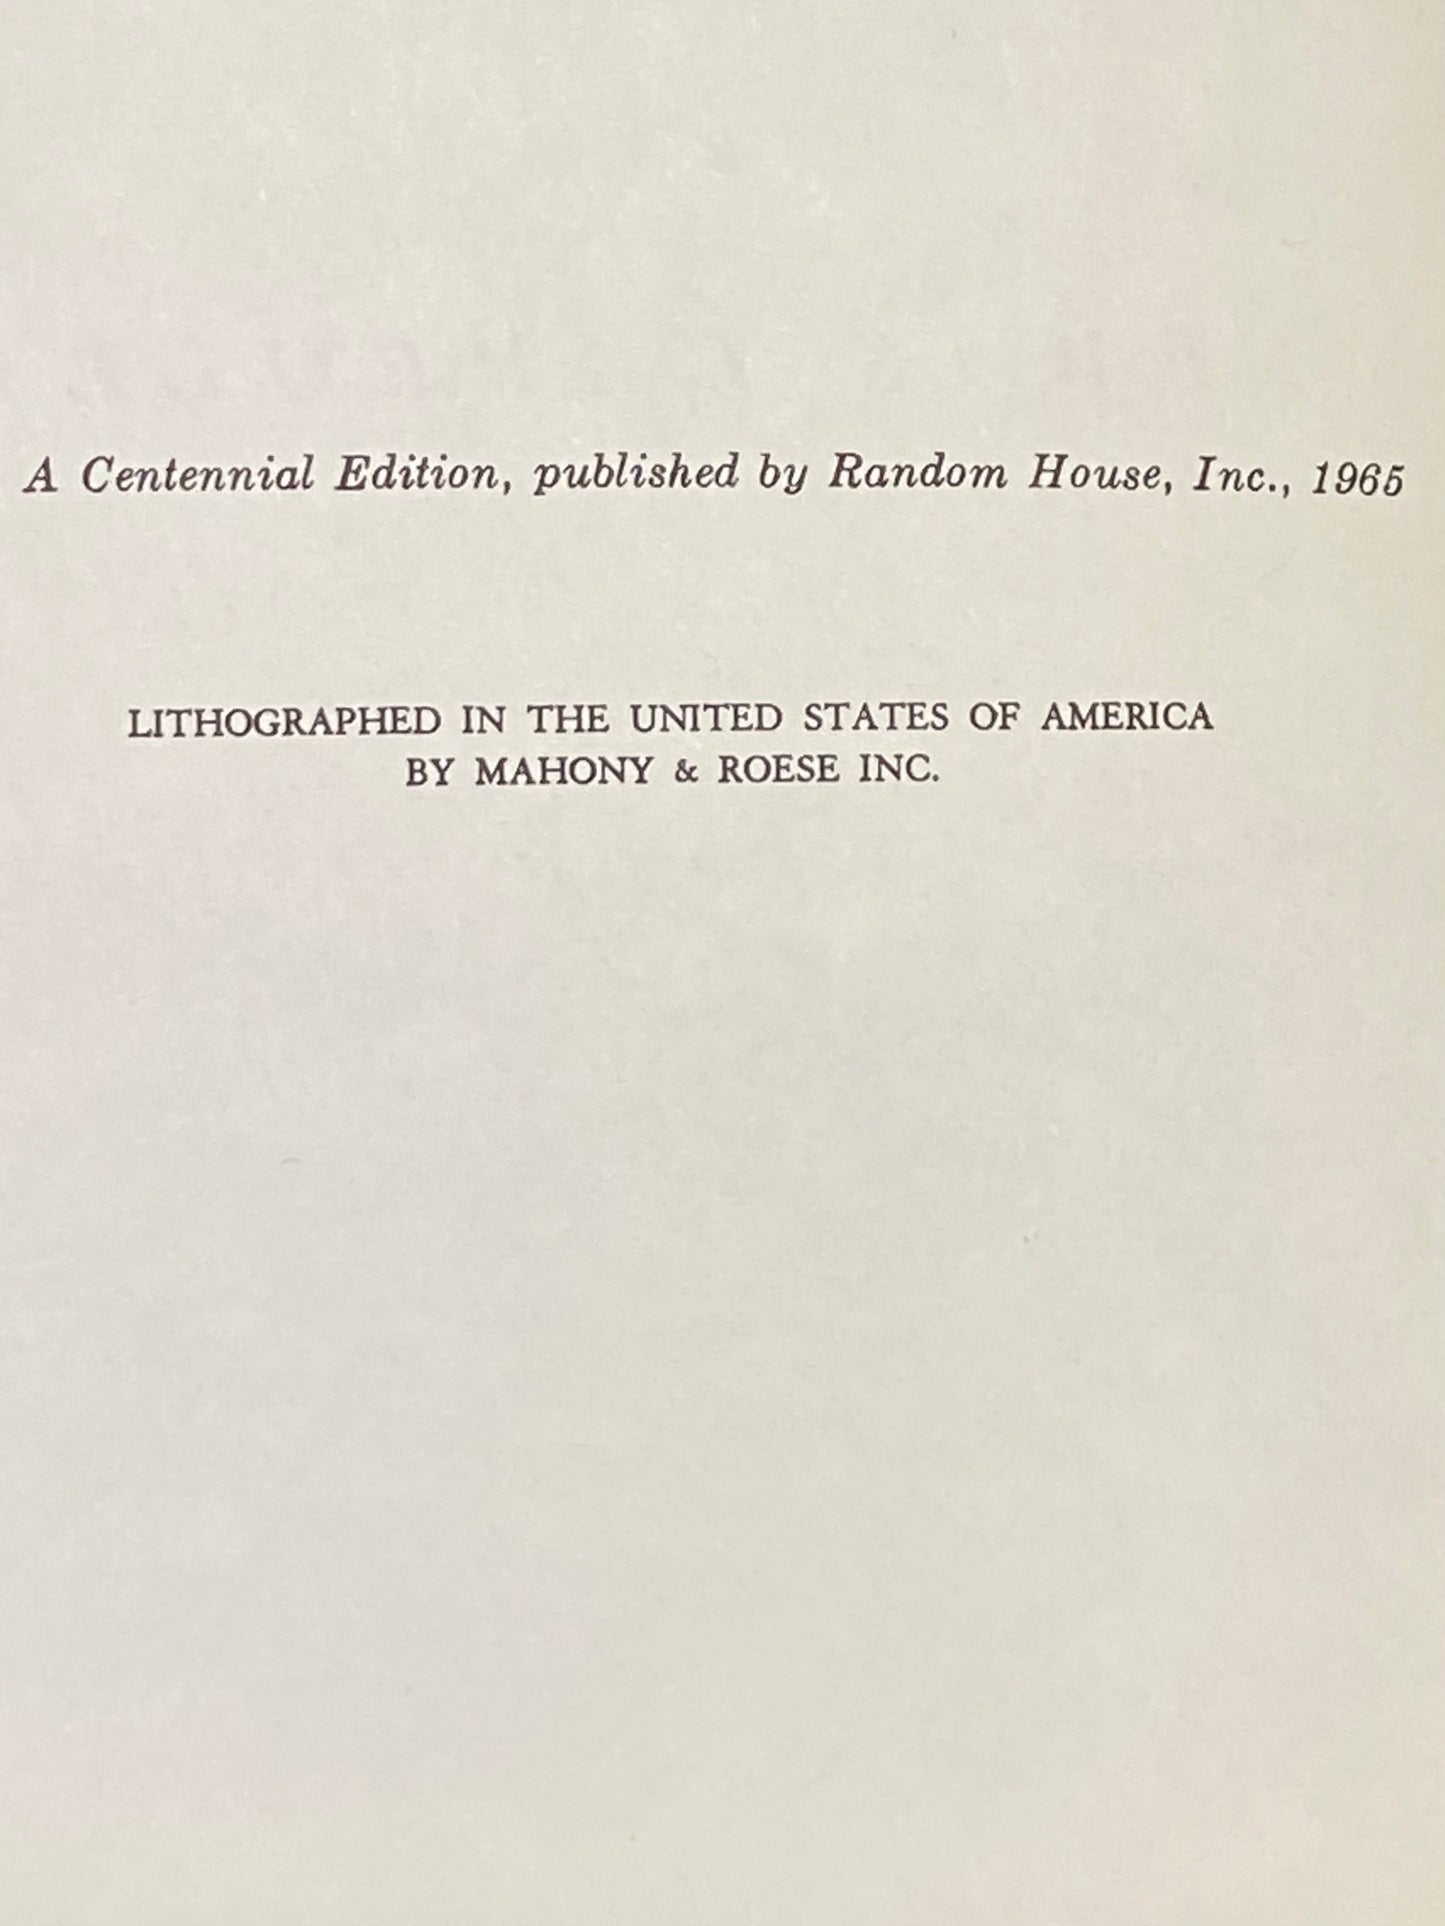 A Centennial Edition, published by Random House, Inc., 1965
LITHOGRAPHED IN THE UNITED STATES OF AMERICA
BY MAHONY & ROESE INC.